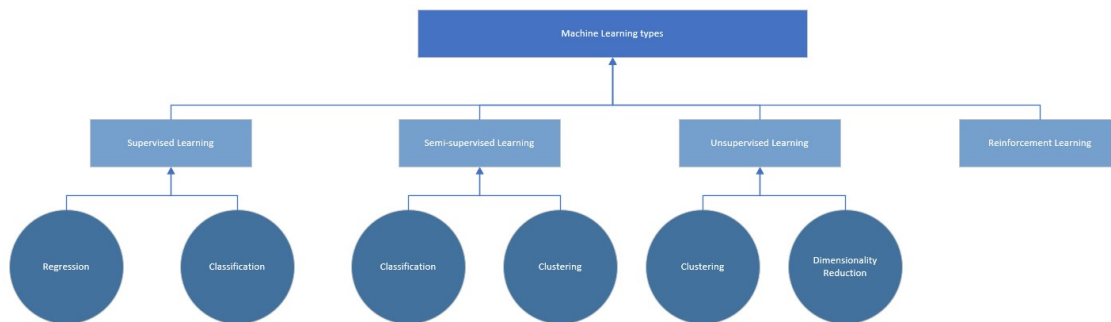 Machine Learning types
Supervised Learning
Semi-supervised Learning
Unsupervised Learning
Reinforcement Learning
Regression
Classification
Classification
Clustering
Clustering
Dimensionality
Reduction